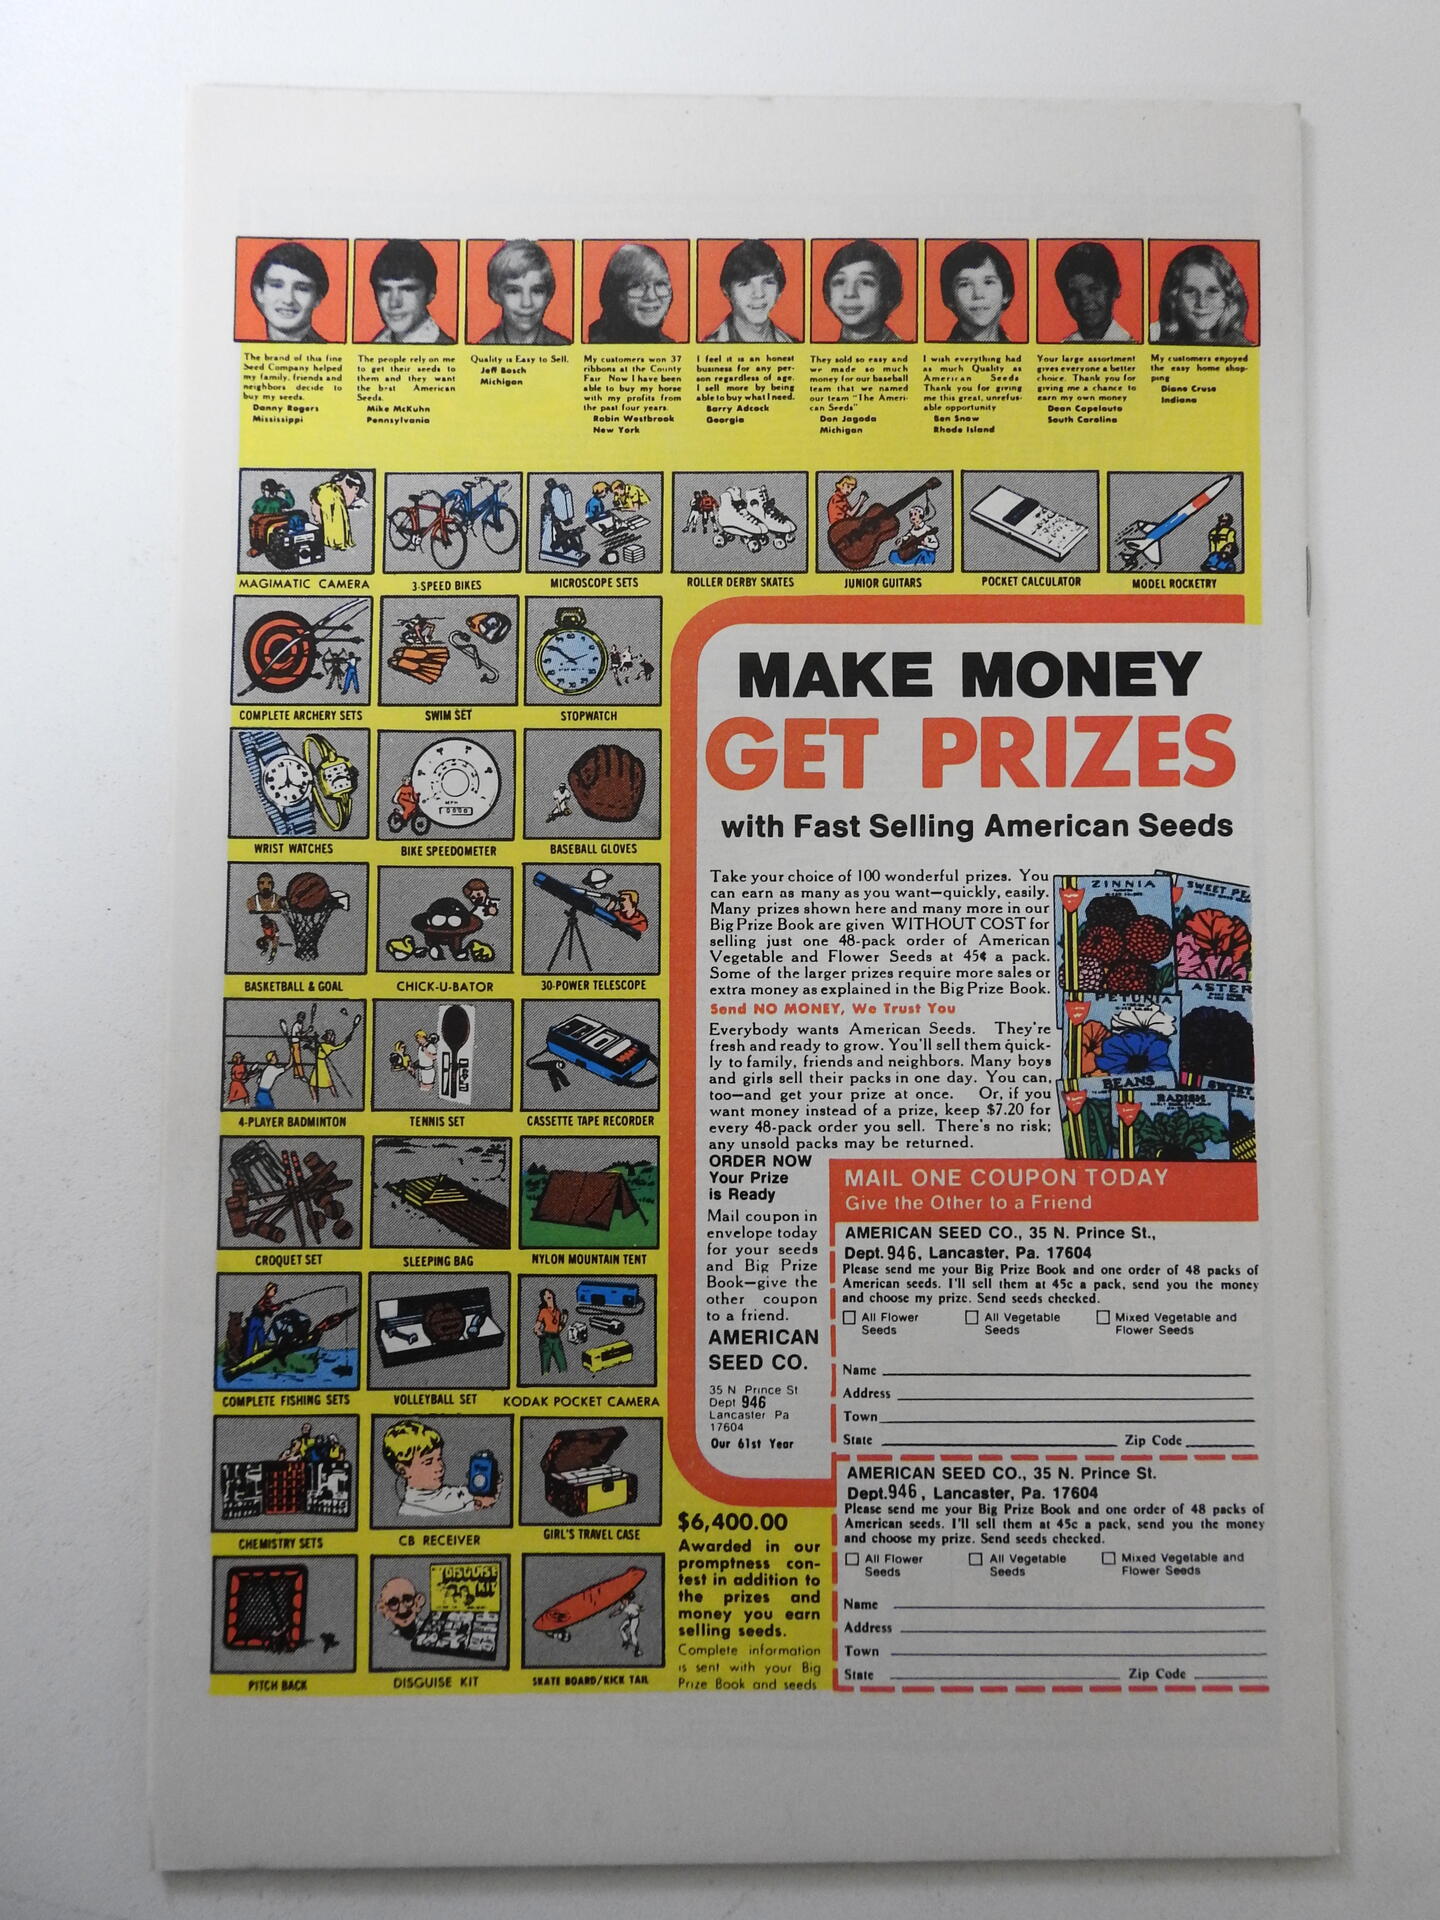 The brand of this fine
Seed Company helped
my family, friends and
neighbors decide to
buy my seeds.
Danny Rogers
Mississippi
The people rely on me
to get their seeds to
them and they want
the best American
Seeds.
Mike McKuhn
Pennsylvania
Quality is Easy to Sell.
Jeff Bosch
Michigan
My customers won 37
ribbons at the County
Fair Now I have been
able to buy my horse
with my profits from
the past four years.
Robin Westbrook
New York
I feel it is an honest
business for any per-
son regardless of age.
I sell more by being
able to buy what I need.
Barry Adcock
Georgia
They sold so easy and
we made so much
money for our baseball
team that we named
our team "The Ameri-
can Seeds"
Don Jagoda
Michigan
I wish everything had
as much Quality as
American Seeds
Thank you for giving
me this great, unrefus-
able opportunity
Ben Snow
Rhode Island
Your large assortment
gives everyone a better
choice. Thank you for
giving me a chance to
earn my own money
Dean Capelouto
South Carolina
My customers enjoyed
the easy home shop-
ping
Diane Cruse
Indiana
MAGIMATIC CAMERA
3-SPEED BIKES
MICROSCOPE SETS
ROLLER DERBY SKATES
JUNIOR GUITARS
POCKET CALCULATOR
MODEL ROCKETRY
COMPLETE ARCHERY SETS
SWIM SET
STOPWATCH
WRIST WATCHES
MPH
BIKE SPEEDOMETER
BASEBALL GLOVES
BASKETBALL & GOAL
CHICK-U-BATOR
30-POWER TELESCOPE
4-PLAYER BADMINTON
TENNIS SET
CASSETTE TAPE RECORDER
CROQUET SET
SLEEPING BAG
NYLON MOUNTAIN TENT
COMPLETE FISHING SETS
VOLLEYBALL SET
KODAK POCKET CAMERA
CHEMISTRY SETS
CB RECEIVER
GIRL'S TRAVEL CASE
PITCH BACK
DISGUISE
KIT
DISGUISE KIT
SKATE BOARD/KICK TAIL
MAKE MONEY
GET PRIZES
with Fast Selling American Seeds
Take your choice of 100 wonderful prizes. You
can earn as many as you want—quickly, easily.
Many prizes shown here and many more in our
Big Prize Book are given WITHOUT COST for
selling just one 48-pack order of American
Vegetable and Flower Seeds at 45¢ a pack.
Some of the larger prizes require more sales or
extra money as explained in the Big Prize Book.
Send NO MONEY, We Trust You
Everybody wants American Seeds. They're
fresh and ready to grow. You'll sell them quick-
ly to family, friends and neighbors. Many boys
and girls sell their packs in one day. You can,
too—and get your prize at once. Or, if you
want money instead of a prize, keep $7.20 for
every 48-pack order you sell. There's no risk;
any unsold packs may be returned.
ZINNIA
SWEET PE
PETUNIA
ASTER
BEANS
RADISH
SWEET
ORDER NOW
Your Prize
is Ready
Mail coupon in
envelope today
for your seeds
and Big Prize
Book—give the
other coupon
to a friend.
AMERICAN
SEED CO.
35 N Prince St
Dept 946
Lancaster Pa
17604
Our 61st Year
$6,400.00
Awarded in our
promptness con-
test in addition to
the prizes and
money you earn
selling seeds.
Complete information
is sent with your Big
Prize Book and seeds
MAIL ONE COUPON TODAY
Give the Other to a Friend
AMERICAN SEED CO., 35 N. Prince St.,
Dept. 946, Lancaster, Pa. 17604
Please send me your Big Prize Book and one order of 48 packs of
American seeds. I'll sell them at 45c a pack, send you the money
and choose my prize. Send seeds checked.
All Flower Seeds
All Vegetable Seeds
Mixed Vegetable and Flower Seeds
Name
Address
Town
State Zip Code
AMERICAN SEED CO., 35 N. Prince St.
Dept. 946, Lancaster, Pa. 17604
Please send me your Big Prize Book and one order of 48 packs of
American seeds. I'll sell them at 45c a pack, send you the money
and choose my prize. Send seeds checked.
All Flower Seeds
All Vegetable Seeds
Mixed Vegetable and Flower Seeds
Name
Address
Town
State Zip Code